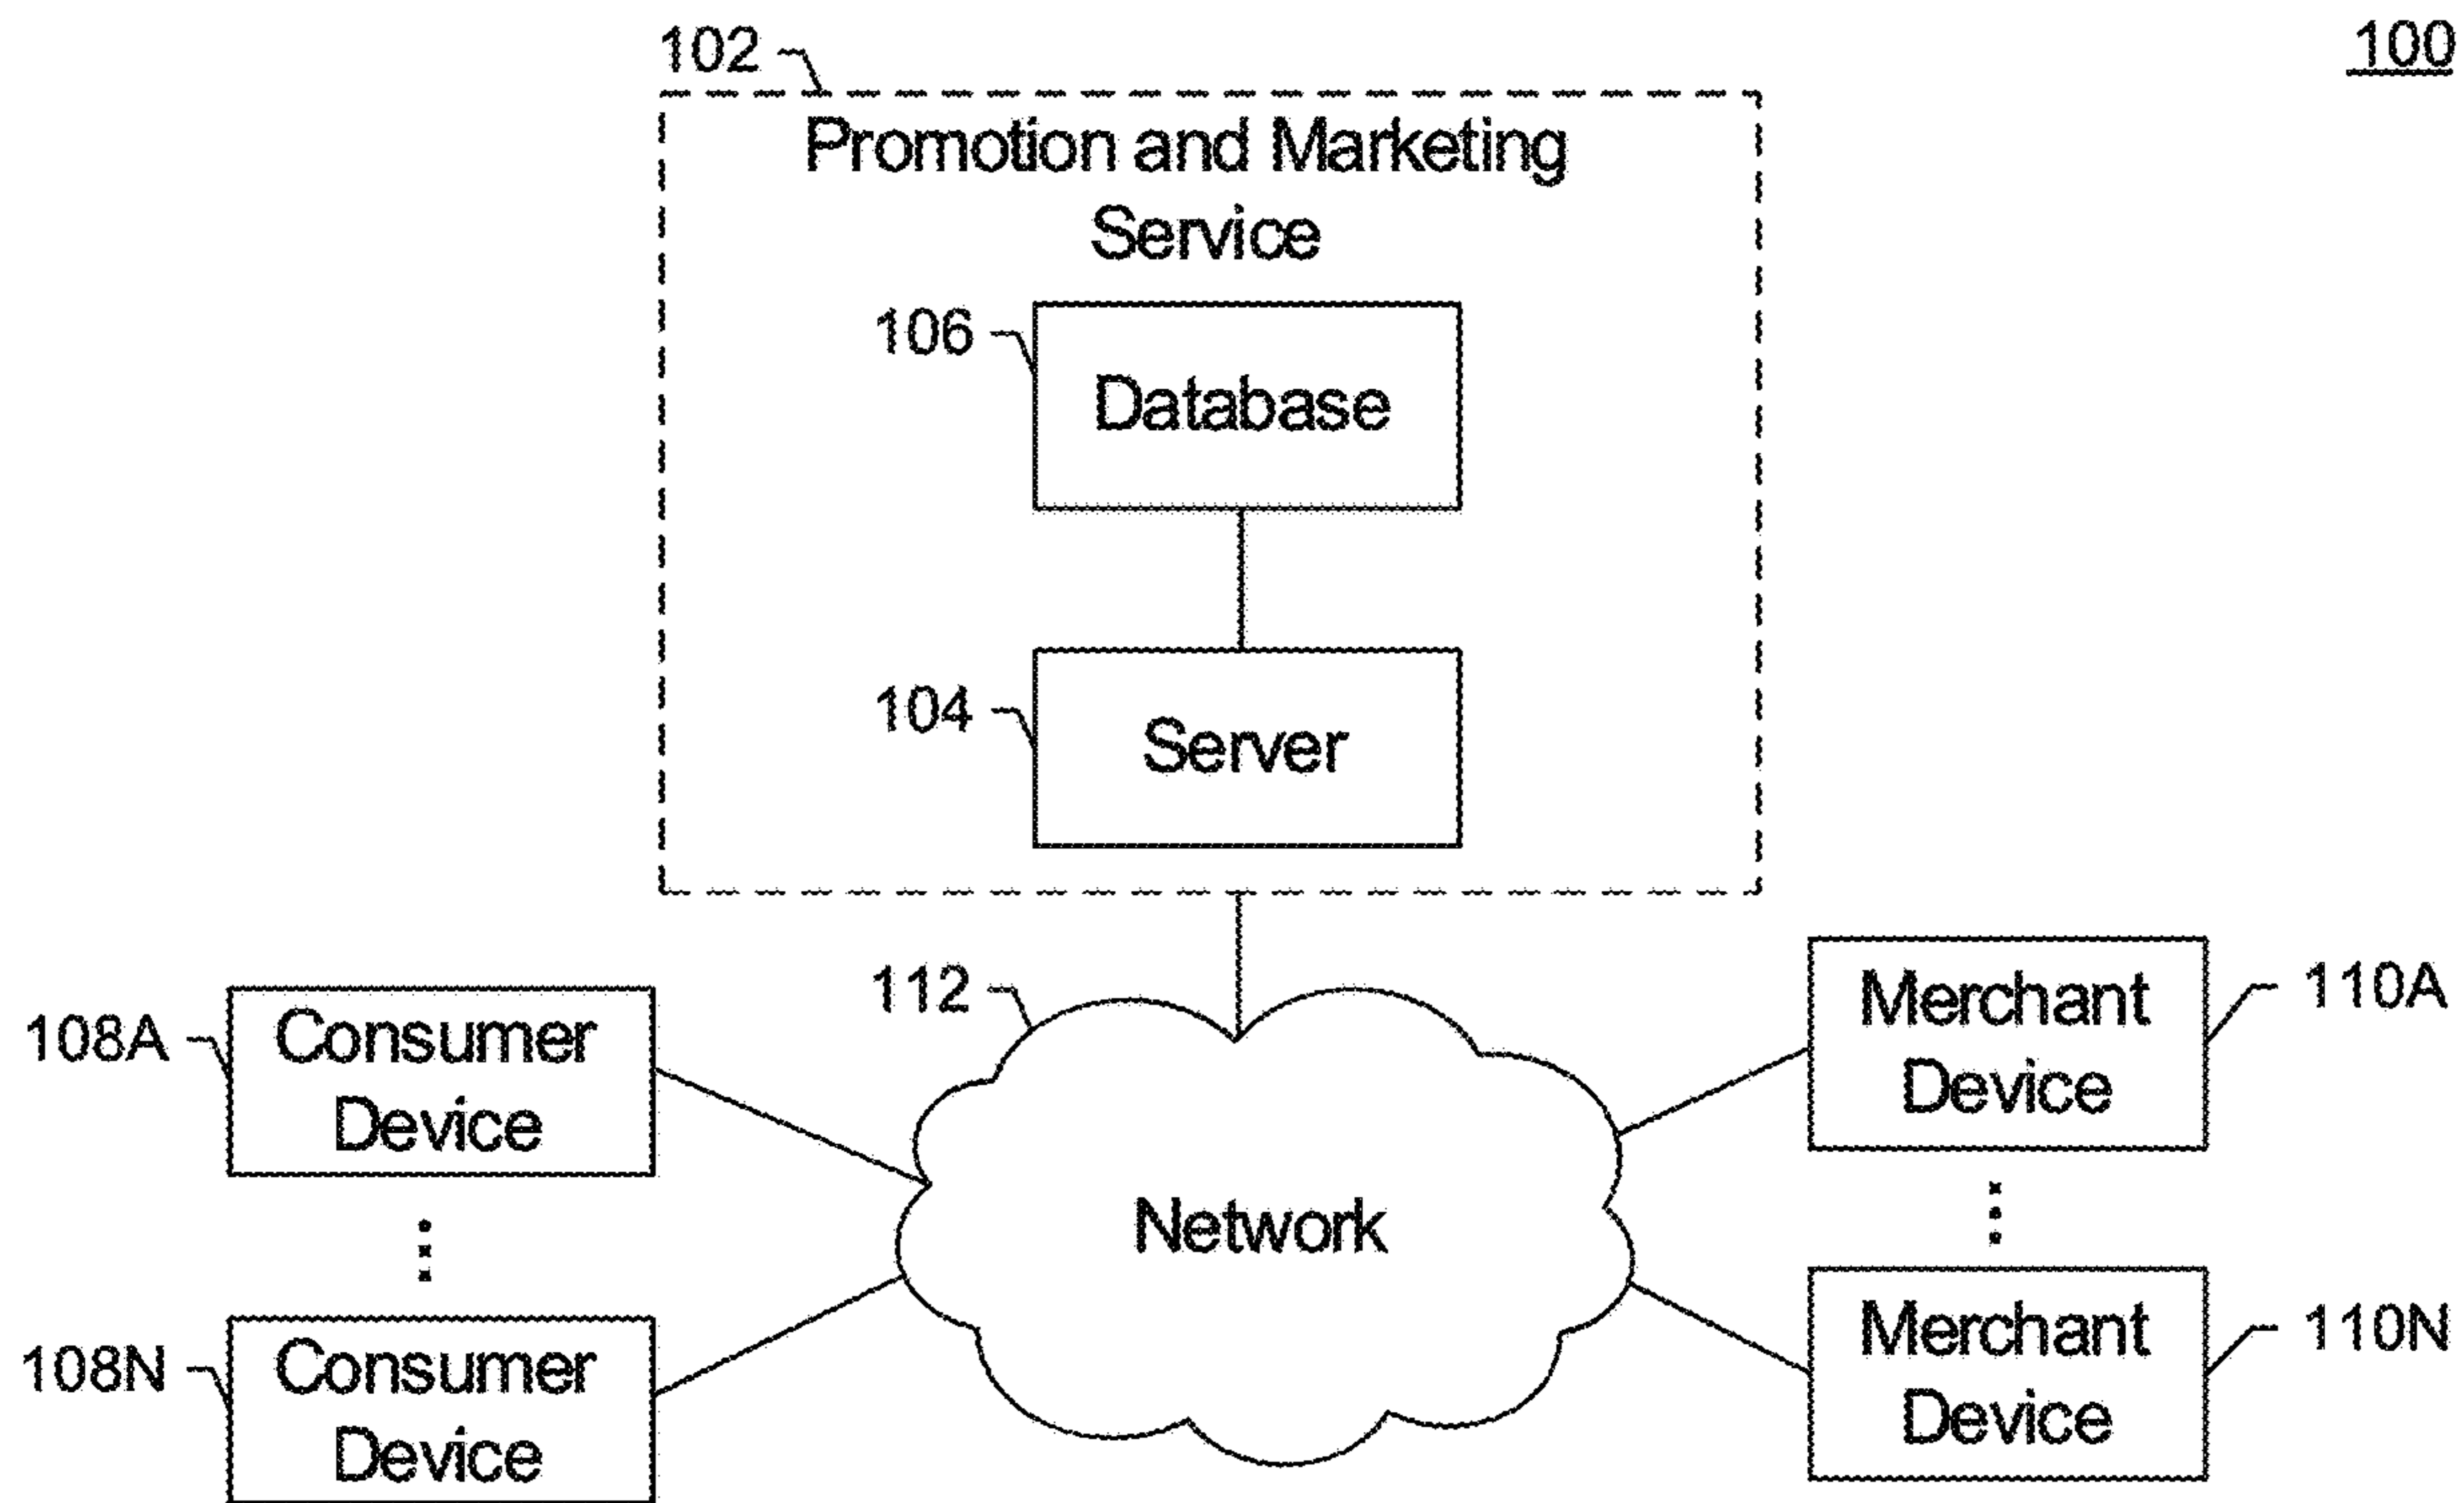 100
102
Promotion and Marketing
Service
106
Database
104
Server
112
108A
Consumer
Device
108N
Consumer
Device
Network
Merchant
Device
110A
Merchant
Device
110N